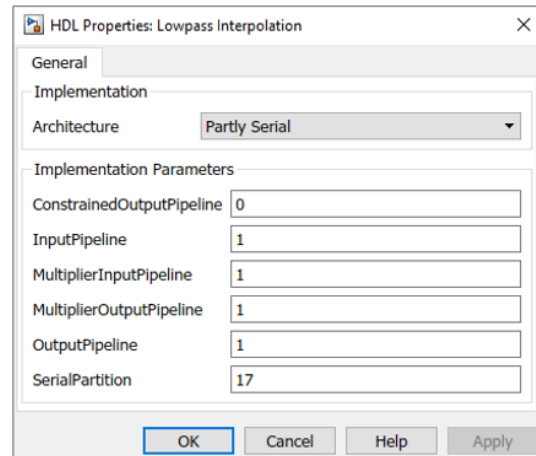 HDL Properties: Lowpass Interpolation
General
Implementation
Architecture Partly Serial
Implementation Parameters
ConstrainedOutputPipeline 0
InputPipeline 1
MultiplierInputPipeline 1
MultiplierOutputPipeline 1
OutputPipeline 1
SerialPartition 17
OK Cancel Help Apply